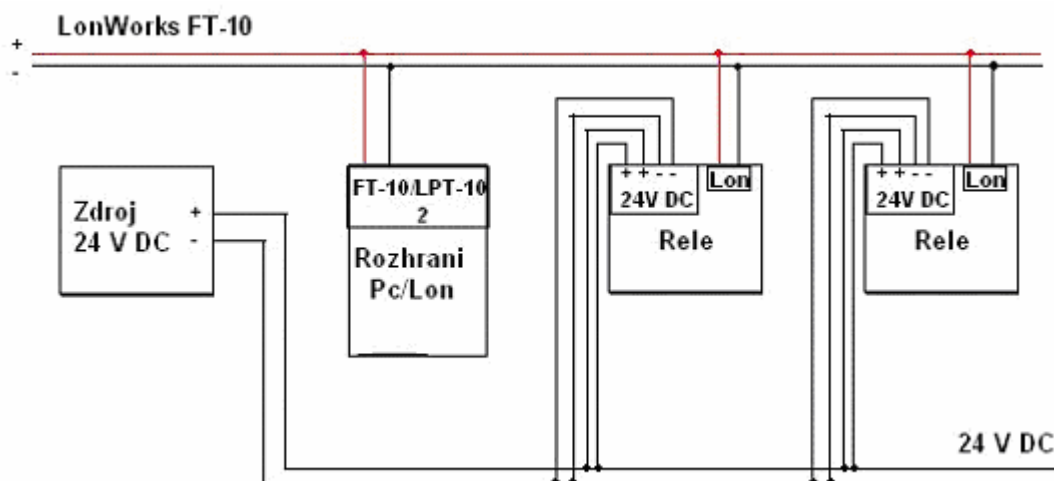 LonWorks FT-10
+
-
Zdroj +
24 V DC -
FT-10/LPT-10
2
Rozhrani
Pc/Lon
+ + - -
24V DC
Lon
Rele
+ + - -
24V DC
Lon
Rele
24 V DC